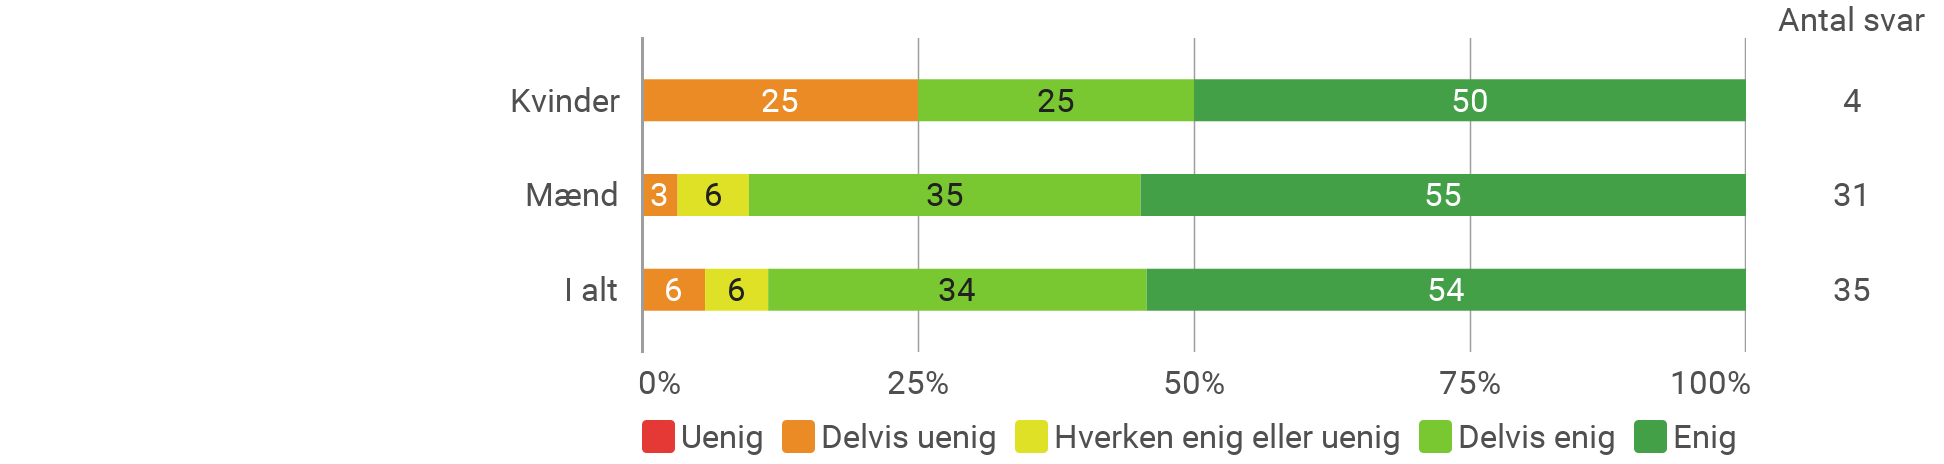 Antal svar
Kvinder 25 25 50 4
Mænd 3 6 35 55 31
I alt 6 6 34 54 35
0% 25% 50% 75% 100%
Uenig Delvis uenig Hverken enig eller uenig Delvis enig Enig